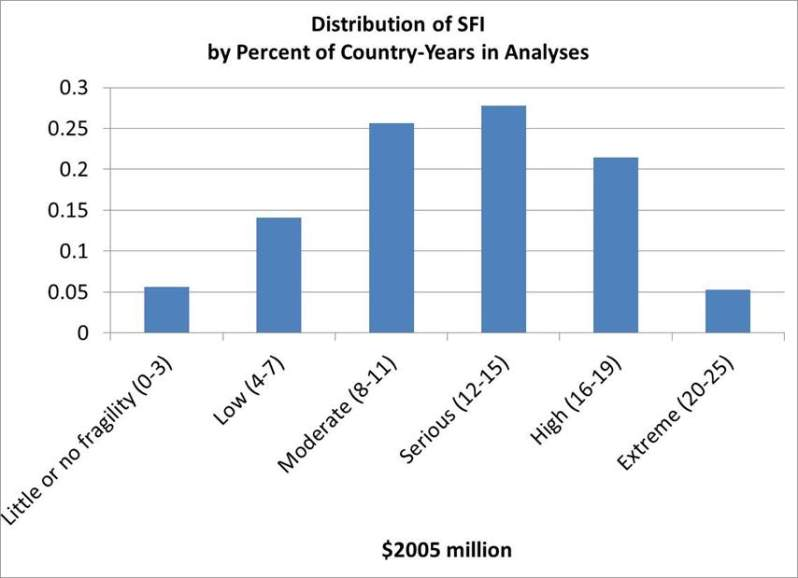 Distribution of SFI
by Percent of Country-Years in Analyses
0.3
0.25
0.2
0.15
0.1
0.05
0
Little or no fragility (0-3)
Low (4-7)
Moderate (8-11)
Serious (12-15)
High (16-19)
Extreme (20-25)
$2005 million